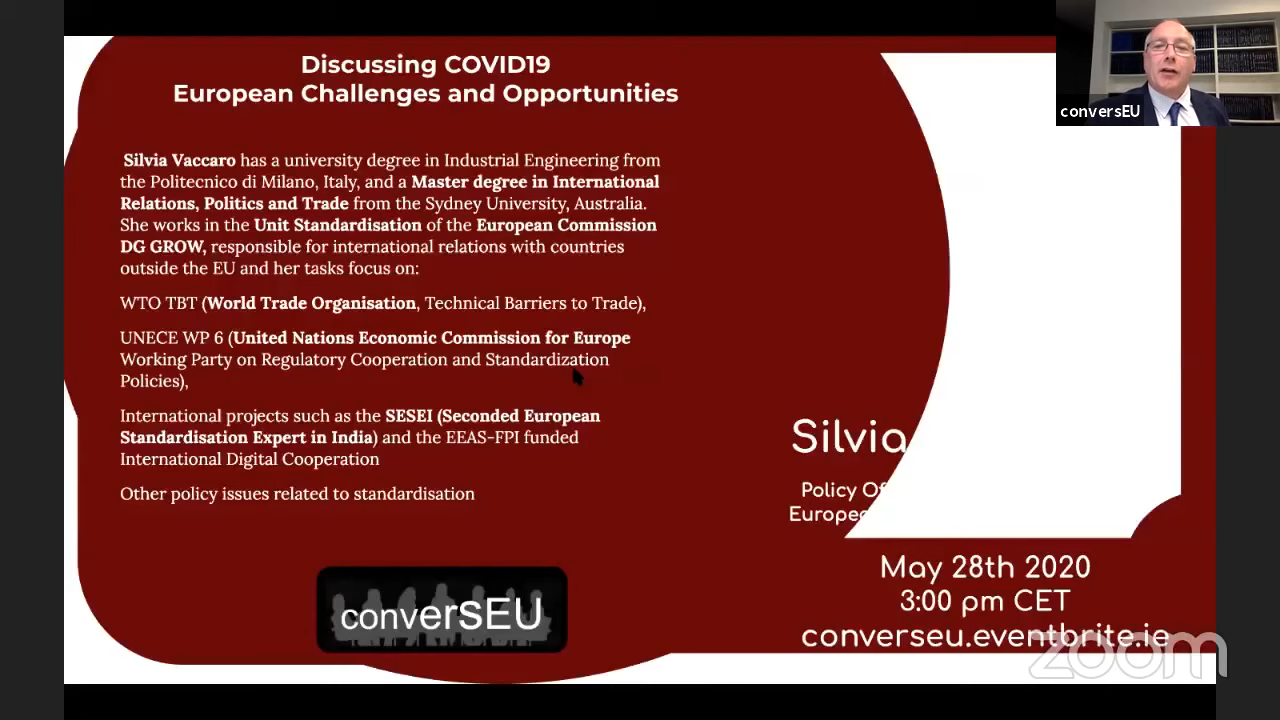 Discussing COVID19
European Challenges and Opportunities
Silvia Vaccaro has a university degree in Industrial Engineering from
the Politecnico di Milano, Italy, and a Master degree in International
Relations, Politics and Trade from the Sydney University, Australia.
She works in the Unit Standardisation of the European Commission
DG GROW, responsible for international relations with countries
outside the EU and her tasks focus on:
WTO TBT (World Trade Organisation, Technical Barriers to Trade),
UNECE WP 6 (United Nations Economic Commission for Europe
Working Party on Regulatory Cooperation and Standardization
Policies),
International projects such as the SESEI (Seconded European
Standardisation Expert in India) and the EEAS-FPI funded
International Digital Cooperation
Other policy issues related to standardisation
converSEU
conversEU
Silvia
Policy
May 28th 2020
3:00 pm CET
converseu.eventbrite.ie
zoom